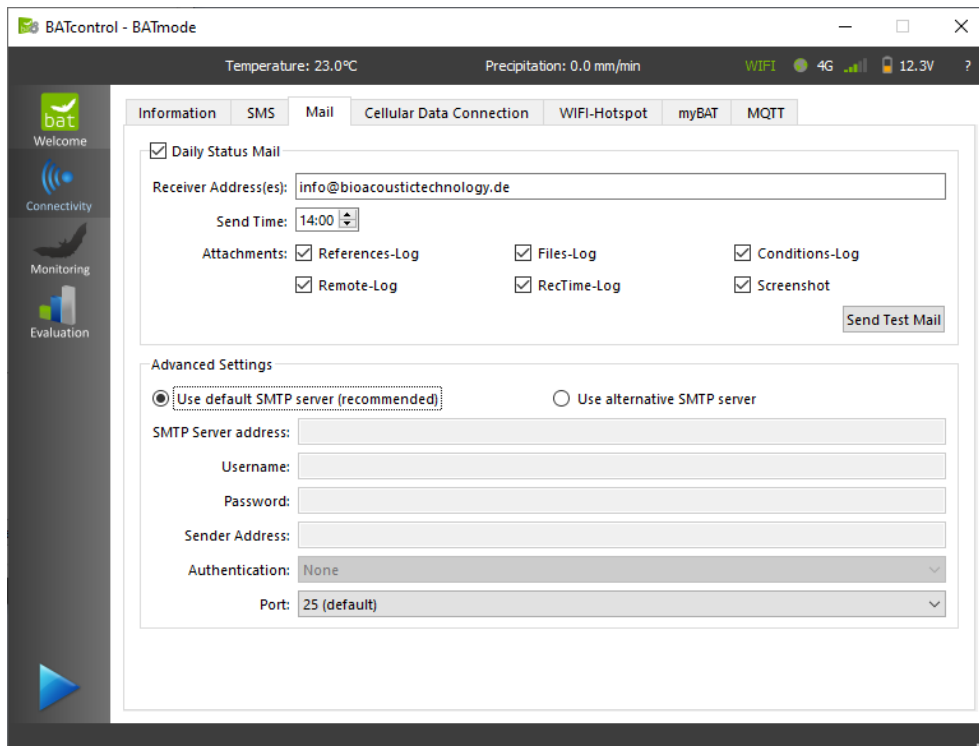 BATcontrol - BATmode
Temperature: 23.0°C Precipitation: 0.0 mm/min WIFI 4G 12.3V ?
bat
Welcome
Connectivity
Monitoring
Evaluation
Information SMS Mail Cellular Data Connection WIFI-Hotspot myBAT MQTT
Daily Status Mail
Receiver Address(es): info@bioacoustictechnology.de
Send Time: 14:00
Attachments: References-Log Files-Log Conditions-Log
Remote-Log RecTime-Log Screenshot
Send Test Mail
Advanced Settings
Use default SMTP server (recommended) Use alternative SMTP server
SMTP Server address:
Username:
Password:
Sender Address:
Authentication: None
Port: 25 (default)